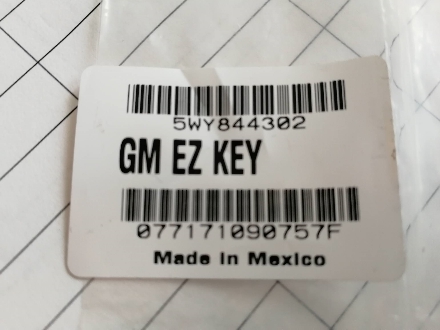 5WY844302
GM EZ KEY
077171090757F
Made in Mexico